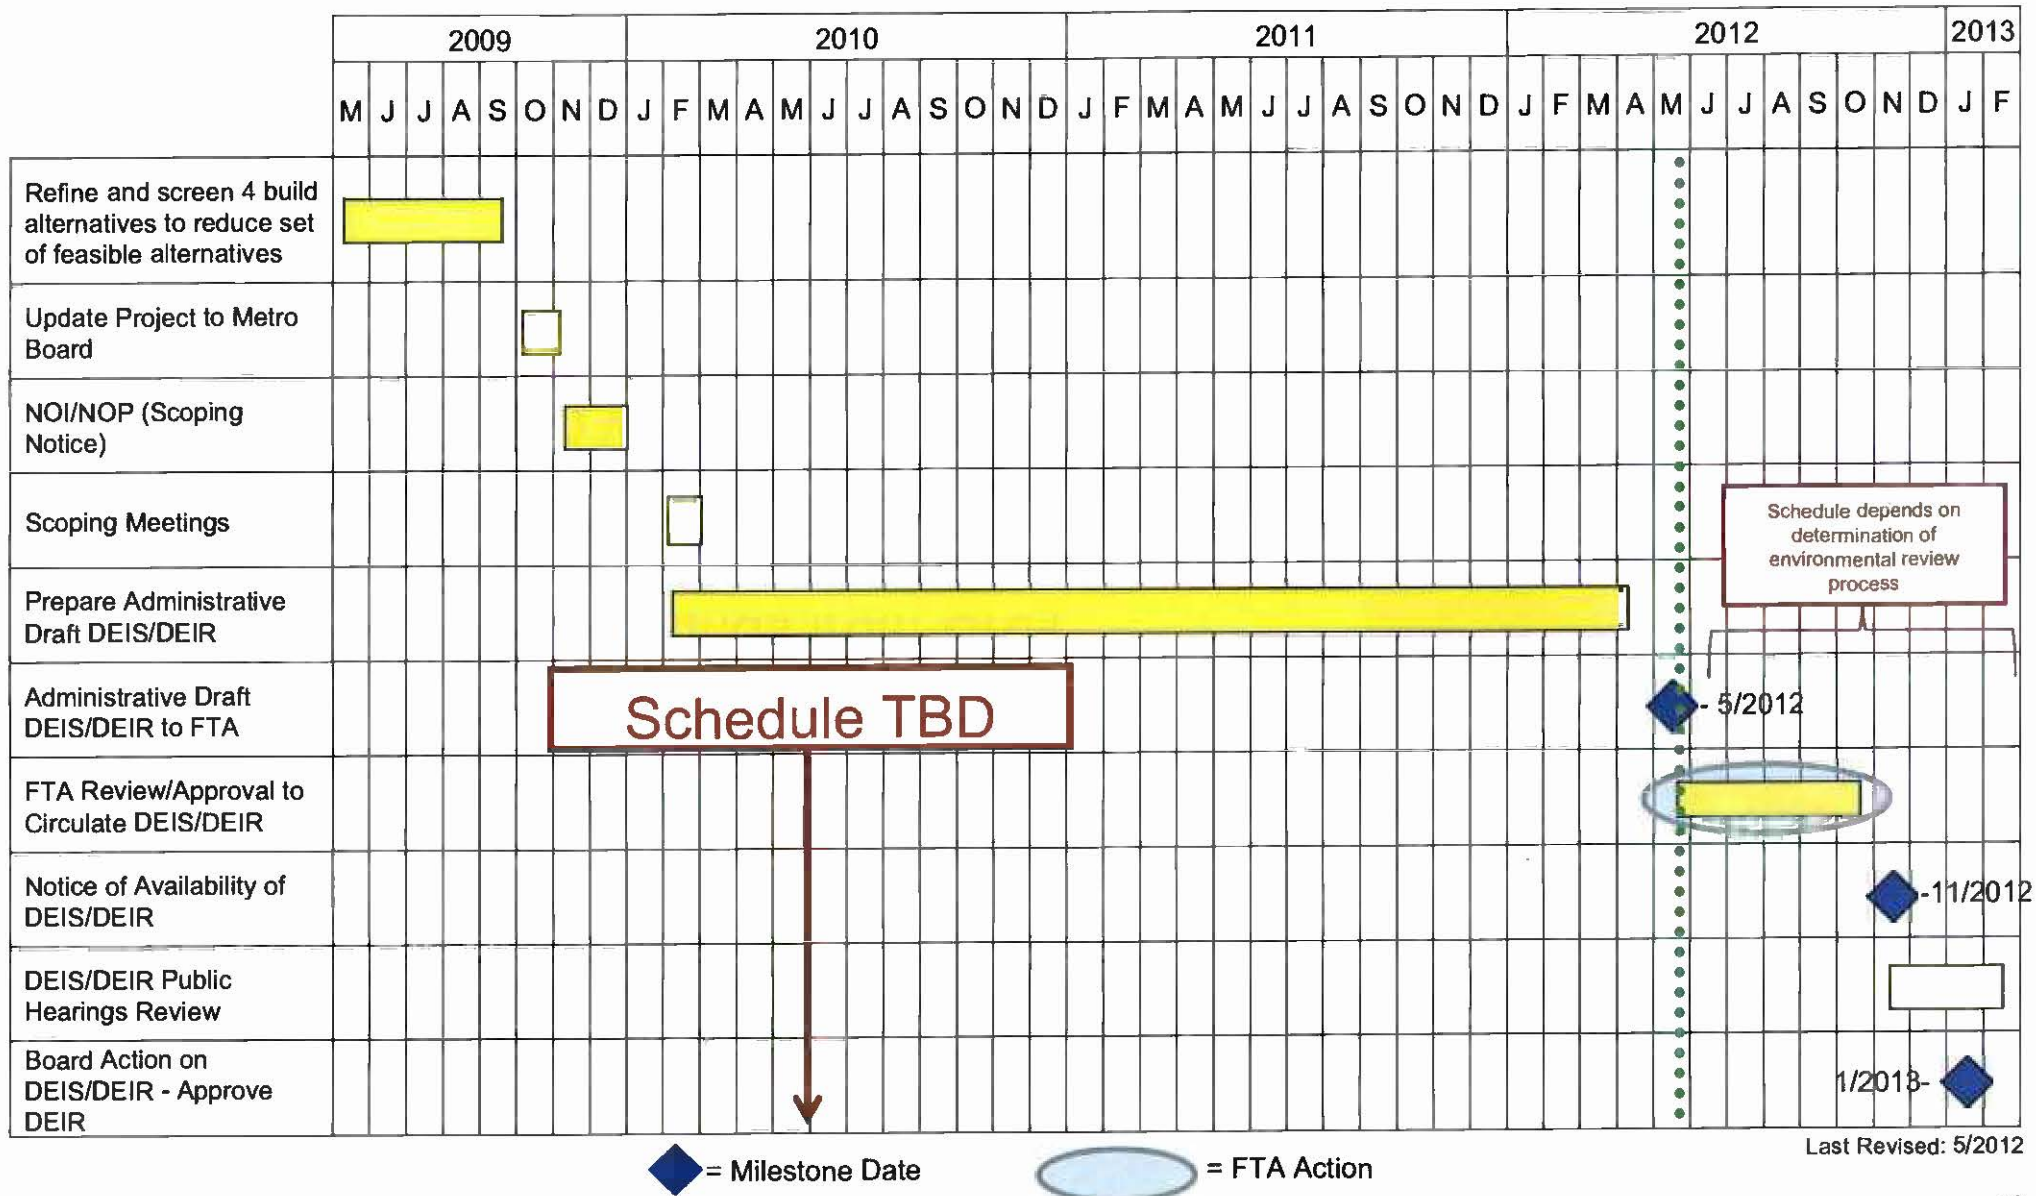 2009 2010 2011 2012 2013
M J J A S O N D J F M A M J J A S O N D J F M A M J J A S O N D J F M A M J J A S O N D J F
Refine and screen 4 build
alternatives to reduce set
of feasible alternatives
Update Project to Metro
Board
NOI/NOP (Scoping
Notice)
Scoping Meetings
Schedule depends on
determination of
environmental review
process
Prepare Administrative
Draft DEIS/DEIR
Administrative Draft
DEIS/DEIR to FTA
Schedule TBD
- 5/2012
FTA Review/Approval to
Circulate DEIS/DEIR
Notice of Availability of
DEIS/DEIR
-11/2012
DEIS/DEIR Public
Hearings Review
Board Action on
DEIS/DEIR - Approve
DEIR
1/2013-
Last Revised: 5/2012
= Milestone Date
= FTA Action